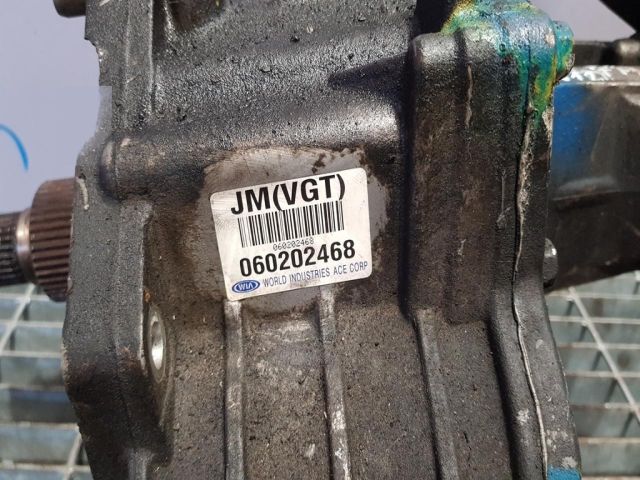 JM(VGT)
060202468
060202468
WIA WORLD INDUSTRIES ACE CORP